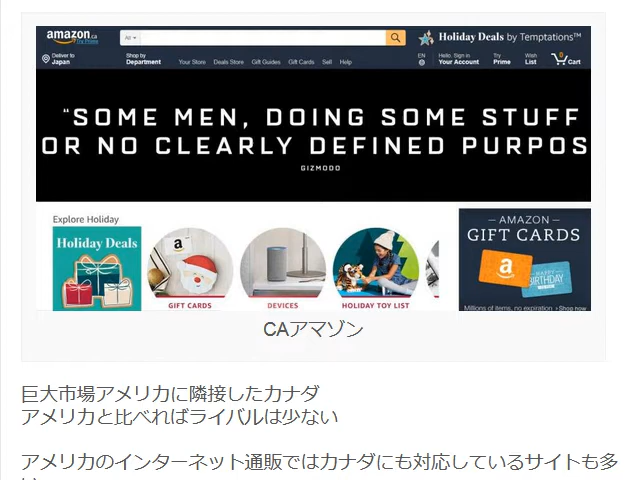 amazon.ca
Try Prime
All
Holiday Deals by Temptations™
Deliver to
Japan
Shop by
Department
Your Store Deals Store Gift Guides Gift Cards Sell Help
EN
Hello. Sign in
Your Account
Try
Prime
Wish
List
0
Cart
“SOME MEN, DOING SOME STUFF
OR NO CLEARLY DEFINED PURPOS
GIZMODO
Explore Holiday
Holiday Deals
a
GIFT CARDS
DEVICES
HOLIDAY TOY LIST
— AMAZON —
GIFT CARDS
a
HAPPY
BIRTHDAY
Millions of items, no expiration
› Shop now
CAアマゾン
巨大市場アメリカに隣接したカナダ
アメリカと比べればライバルは少ない
アメリカのインターネット通販ではカナダにも対応しているサイトも多